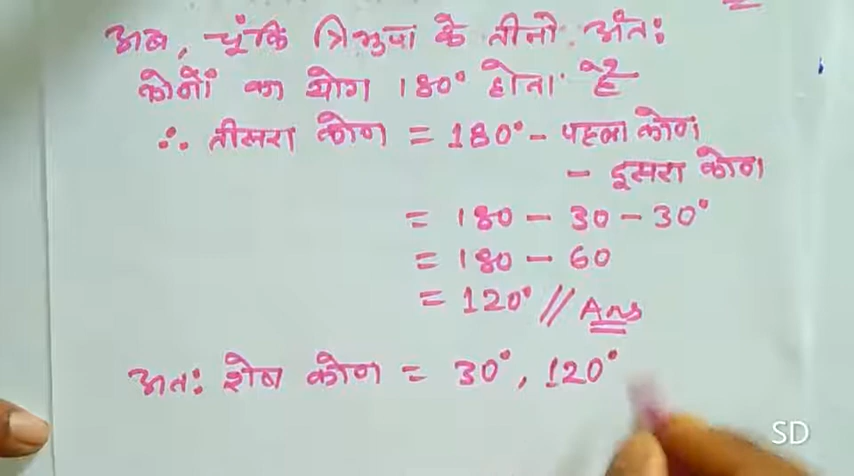 अब, चूंकि त्रिभुज के तीनो अंतः
कोनों का योग 180° होता है
∴ तीसरा कोण = 180° - पहला कोण
- दूसरा कोण
= 180 - 30 - 30°
= 180 - 60
= 120° // Ans
अतः शेष कोण = 30°, 120°
SD